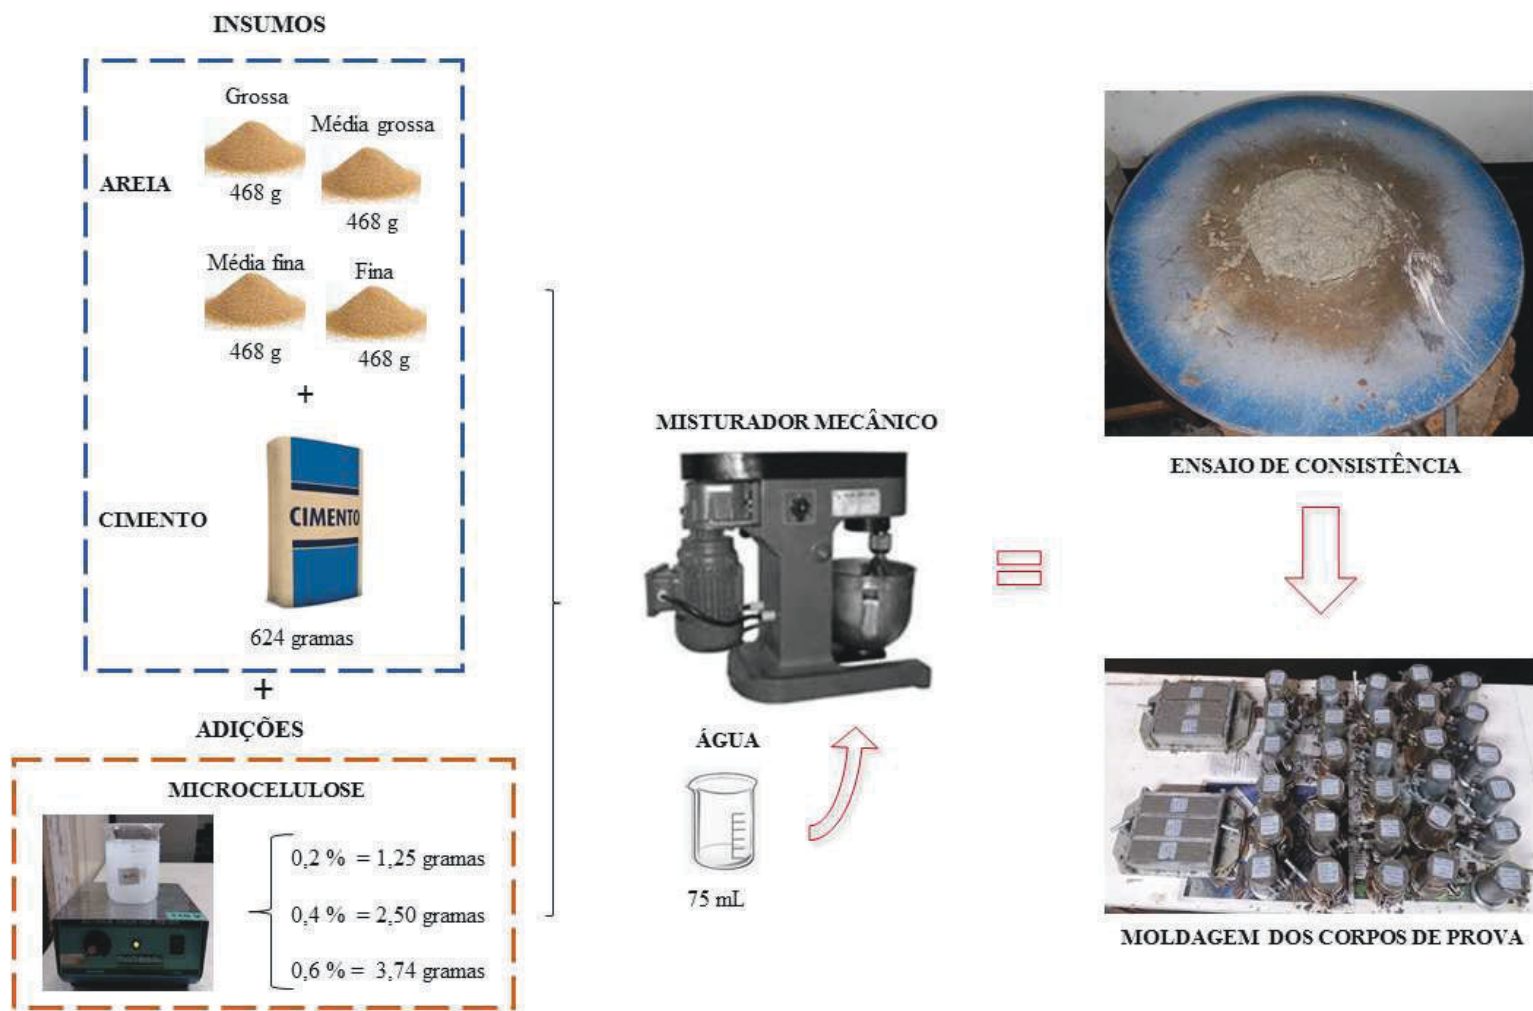 INSUMOS
Grossa
Média grossa
AREIA
468 g
468 g
Média fina
Fina
468 g
468 g
+
CIMENTO
CIMENTO
624 gramas
+
ADIÇÕES
MICROCELULOSE
0,2 % = 1,25 gramas
0,4 % = 2,50 gramas
0,6 % = 3,74 gramas
MISTURADOR MECÂNICO
ÁGUA
75 mL
ENSAIO DE CONSISTÊNCIA
MOLDAGEM DOS CORPOS DE PROVA